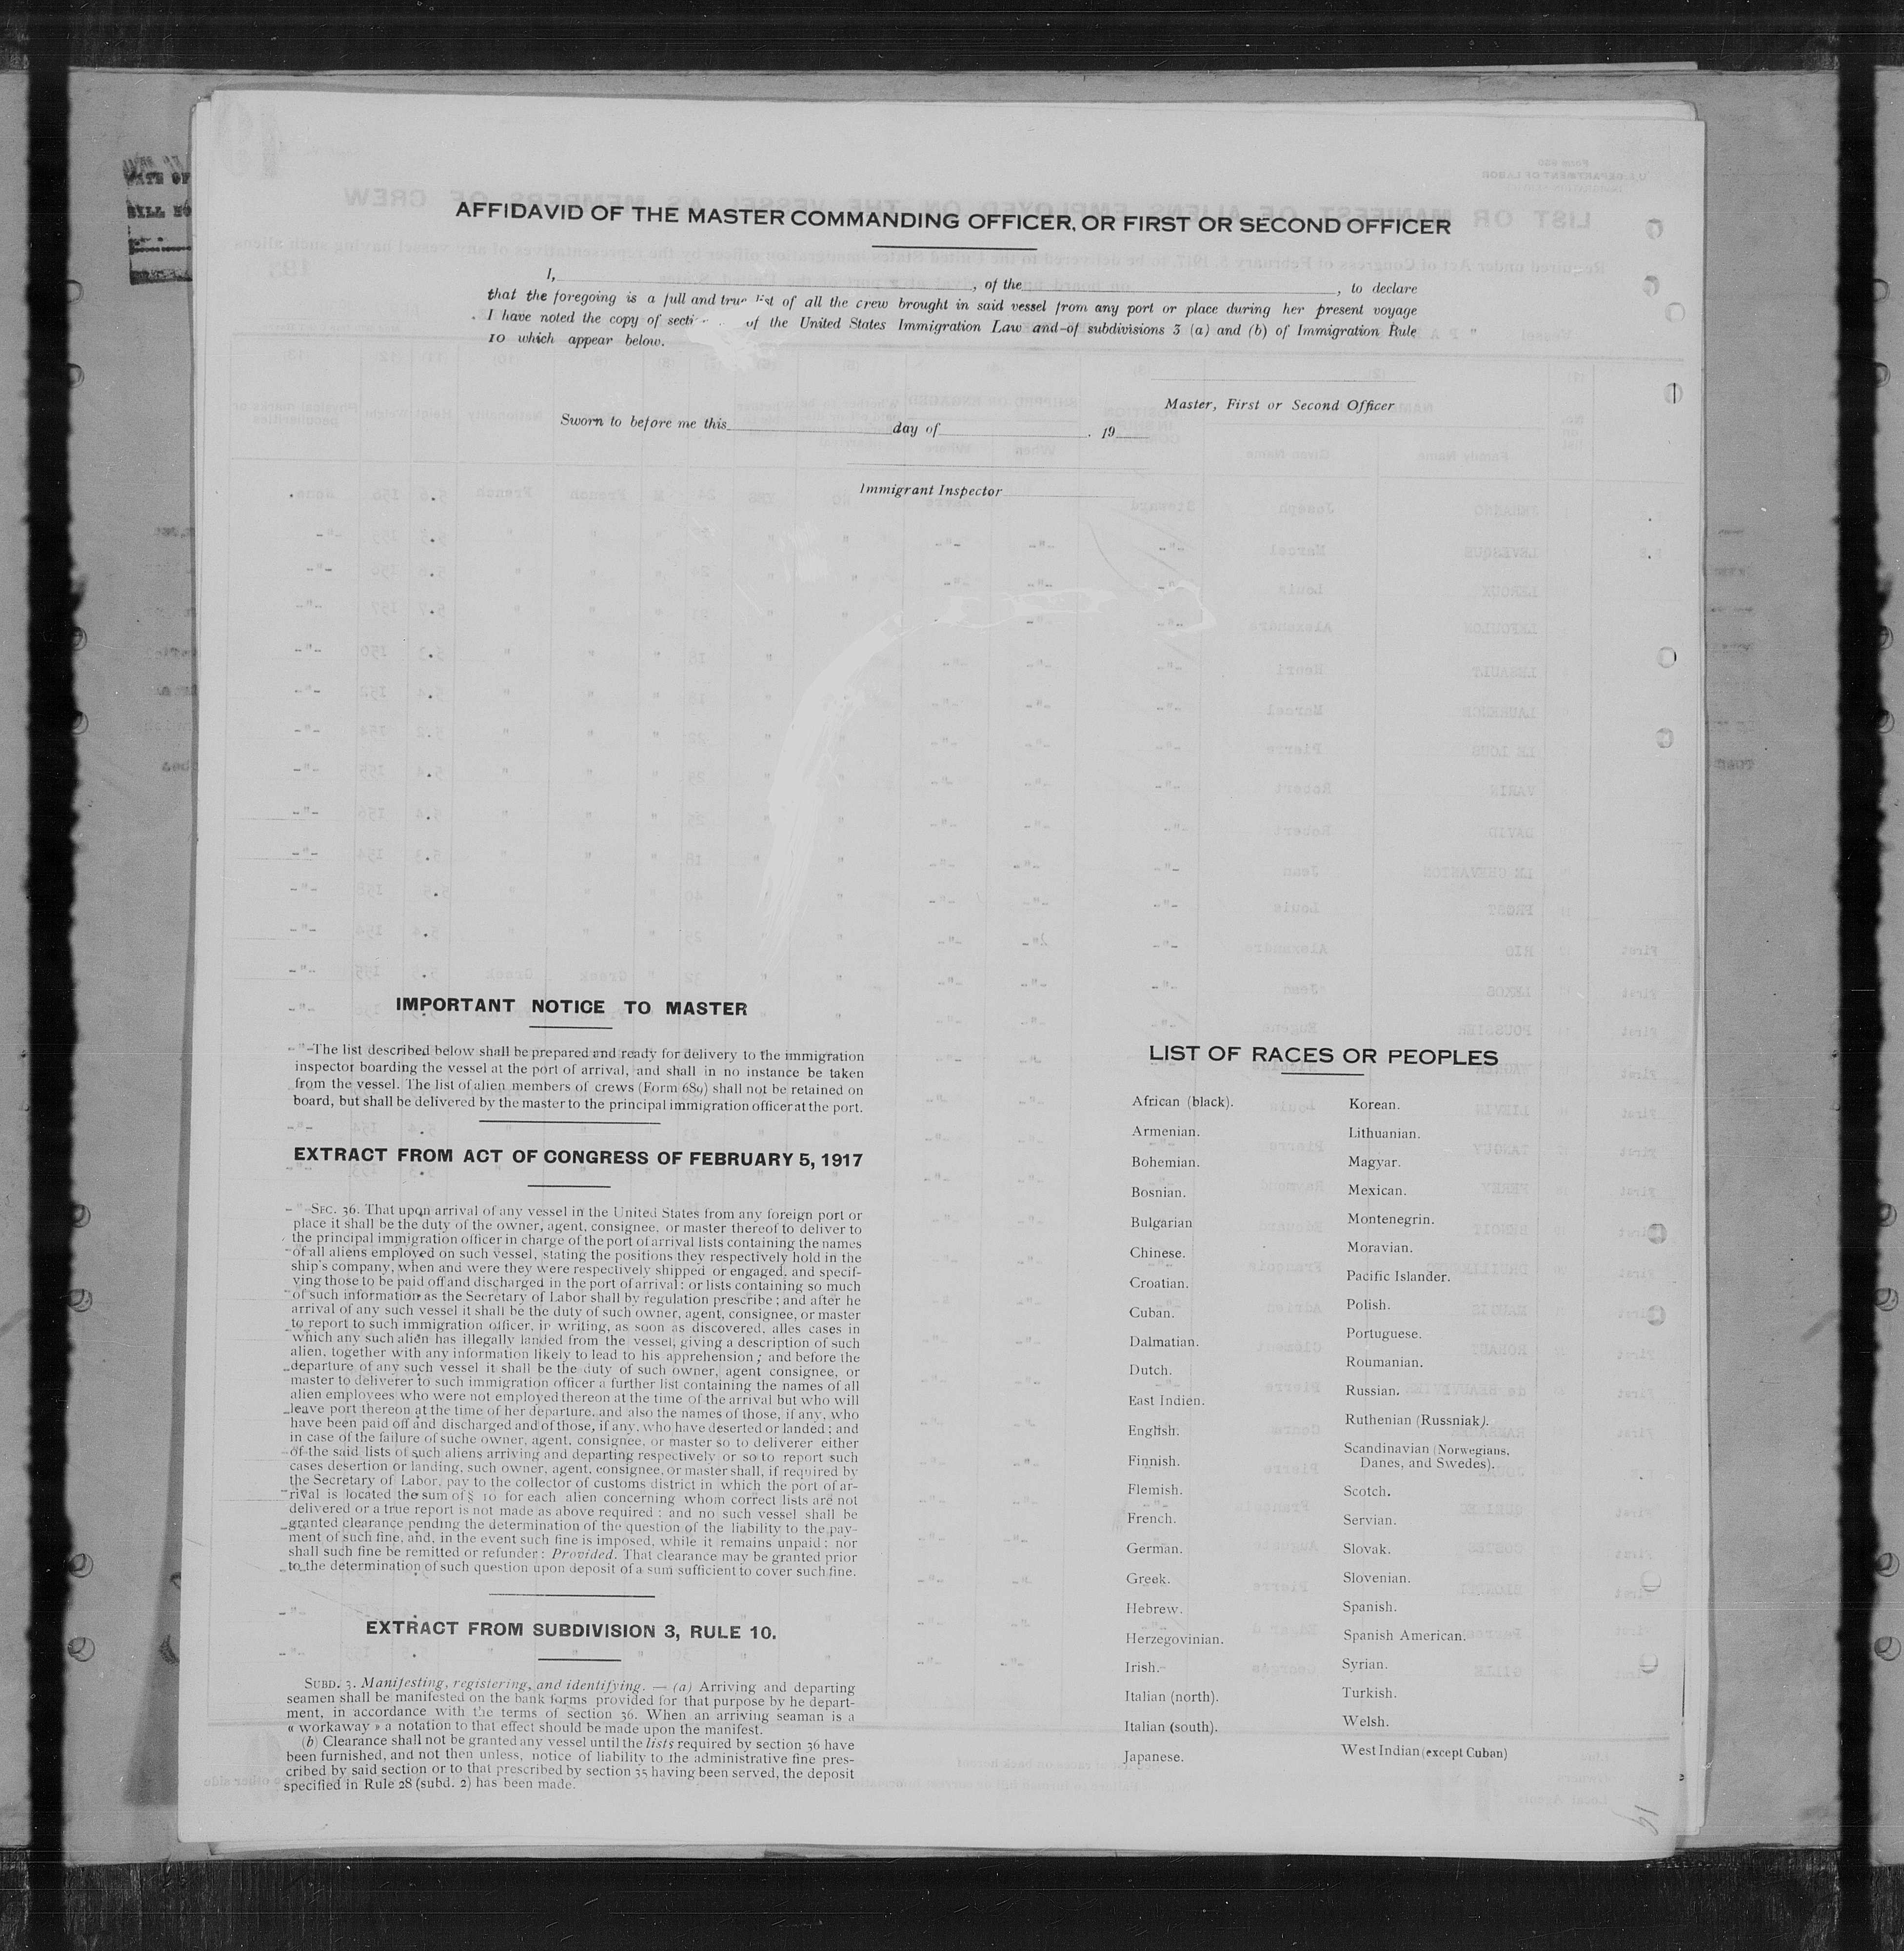 AFFIDAVID OF THE MASTER COMMANDING OFFICER, OR FIRST OR SECOND OFFICER
I, , of the , to declare
that the foregoing is a full and true list of all the crew brought in said vessel from any port or place during her present voyage
I have noted the copy of of the United States Immigration Law and of subdivisions 3 (a) and (b) of Immigration Rule
10 which appear below.
Master, First or Second Officer
Sworn to before me this day of . 19
Immigrant Inspector
IMPORTANT NOTICE TO MASTER
The list described below shall be prepared and ready for delivery to the immigration
inspector boarding the vessel at the port of arrival, and shall in no instance be taken
from the vessel. The list of alien members of crews (Form 689) shall not be retained on
board, but shall be delivered by the master to the principal immigration officer at the port.
EXTRACT FROM ACT OF CONGRESS OF FEBRUARY 5, 1917
SEC. 36. That upon arrival of any vessel in the United States from any foreign port or
place it shall be the duty of the owner, agent, consignee, or master thereof to deliver to
the principal immigration officer in charge of the port of arrival lists containing the names
of all aliens employed on such vessel, stating the positions they respectively hold in the
ship's company, when and were they were respectively shipped or engaged, and specif-
ying those to be paid off and discharged in the port of arrival: or lists containing so much
of such information as the Secretary of Labor shall by regulation prescribe; and after he
arrival of any such vessel it shall be the duty of such owner, agent, consignee, or master
to report to such immigration officer, in writing, as soon as discovered, alles cases in
which any such alien has illegally landed from the vessel, giving a description of such
alien, together with any information likely to lead to his apprehension; and before the
departure of any such vessel it shall be the duty of such owner, agent consignee, or
master to deliverer to such immigration officer a further list containing the names of all
alien employees who were not employed thereon at the time of the arrival but who will
leave port thereon at the time of her departure, and also the names of those, if any, who
have been paid off and discharged and of those, if any, who have deserted or landed; and
in case of the failure of suche owner, agent, consignee, or master so to deliverer either
of the said lists of such aliens arriving and departing respectively or so to report such
cases desertion or landing, such owner, agent, consignee, or master shall, if required by
the Secretary of Labor, pay to the collector of customs district in which the port of ar-
rival is located the sum of $ 10 for each alien concerning whom correct lists are not
delivered or a true report is not made as above required: and no such vessel shall be
granted clearance pending the determination of the question of the liability to the pay-
ment of such fine, and, in the event such fine is imposed, while it remains unpaid: nor
shall such fine be remitted or refunder: Provided. That clearance may be granted prior
to the determination of such question upon deposit of a sum sufficient to cover such fine.
EXTRACT FROM SUBDIVISION 3, RULE 10.
SUBD. 3. Manifesting, registering, and identifying. — (a) Arriving and departing
seamen shall be manifested on the bank forms provided for that purpose by he depart-
ment, in accordance with the terms of section 36. When an arriving seaman is a
« workaway » a notation to that effect should be made upon the manifest.
(b) Clearance shall not be granted any vessel until the lists required by section 36 have
been furnished, and not then unless, notice of liability to the administrative fine pres-
cribed by said section or to that prescribed by section 35 having been served, the deposit
specified in Rule 28 (subd. 2) has been made.
LIST OF RACES OR PEOPLES
African (black).
Armenian.
Bohemian.
Bosnian.
Bulgarian
Chinese.
Croatian.
Cuban.
Dalmatian.
Dutch.
East Indien.
English.
Finnish.
Flemish.
French.
German.
Greek.
Hebrew.
Herzegovinian.
Irish.
Italian (north).
Italian (south).
Japanese.
Korean.
Lithuanian.
Magyar.
Mexican.
Montenegrin.
Moravian.
Pacific Islander.
Polish.
Portuguese.
Roumanian.
Russian.
Ruthenian (Russniak).
Scandinavian (Norwegians,
Danes, and Swedes).
Scotch.
Servian.
Slovak.
Slovenian.
Spanish.
Spanish American.
Syrian.
Turkish.
Welsh.
West Indian (except Cuban)